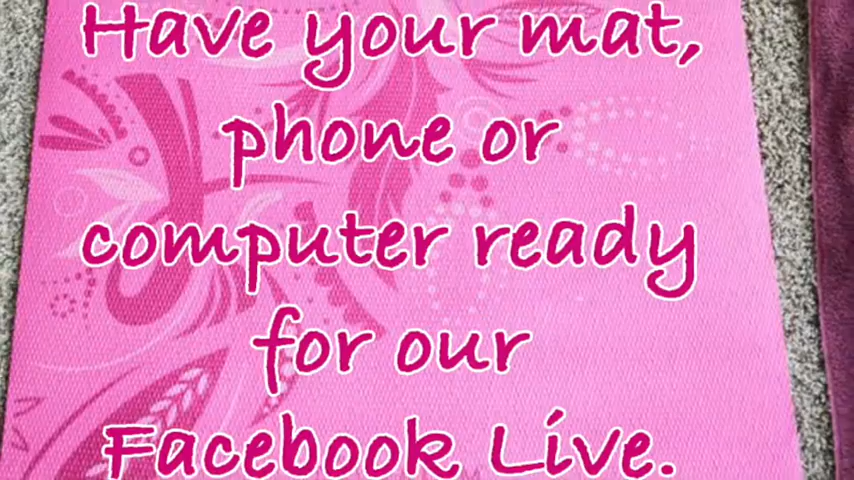 Have your mat,
phone or
computer ready
for our
Facebook Live.